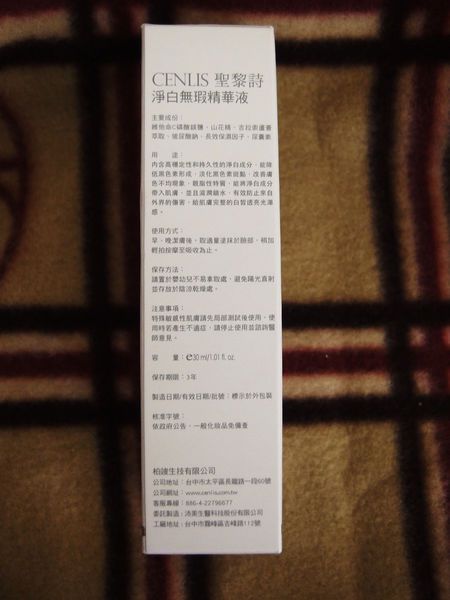 CENLIS 聖黎詩
淨白無瑕精華液
主要成份：
維他命C磷酸鎂鹽、山花精、吉拉索蘆薈
萃取、玻尿酸鈉、長效保濕因子、尿囊素
用　　途：
內含高穩定性和持久性的淨白成分，能降
低黑色素形成，淡化黑色素斑點，改善膚
色不均現象。親脂性特質，能將淨白成分
帶入肌膚，並且滋潤鎖水，有效防止來自
外界的傷害，給肌膚完整的白皙透亮光澤
感。
使用方式：
早、晚潔膚後，取適量塗抹於臉部，稍加
輕拍按摩至吸收為止。
保存方法：
請置於嬰幼兒不易拿取處，避免陽光直射
並存放於陰涼乾燥處。
注意事項：
特殊敏感性肌膚請先局部測試後使用，使
用時若產生不適症，請停止使用並諮詢醫
師意見。
容　　量：℮30 ml/1.01 fl. oz.
保存期限：3年
製造日期/有效日期/批號：標示於外包裝
核准字號：
依政府公告，一般化妝品免備查
柏竣生技有限公司
公司地址：台中市太平區長龍路一段60號
公司網址：www.cenlis.com.tw
客服專線：886-4-22796677
委託製造：沛美生醫科技股份有限公司
工廠地址：台中市霧峰區吉峰路112號